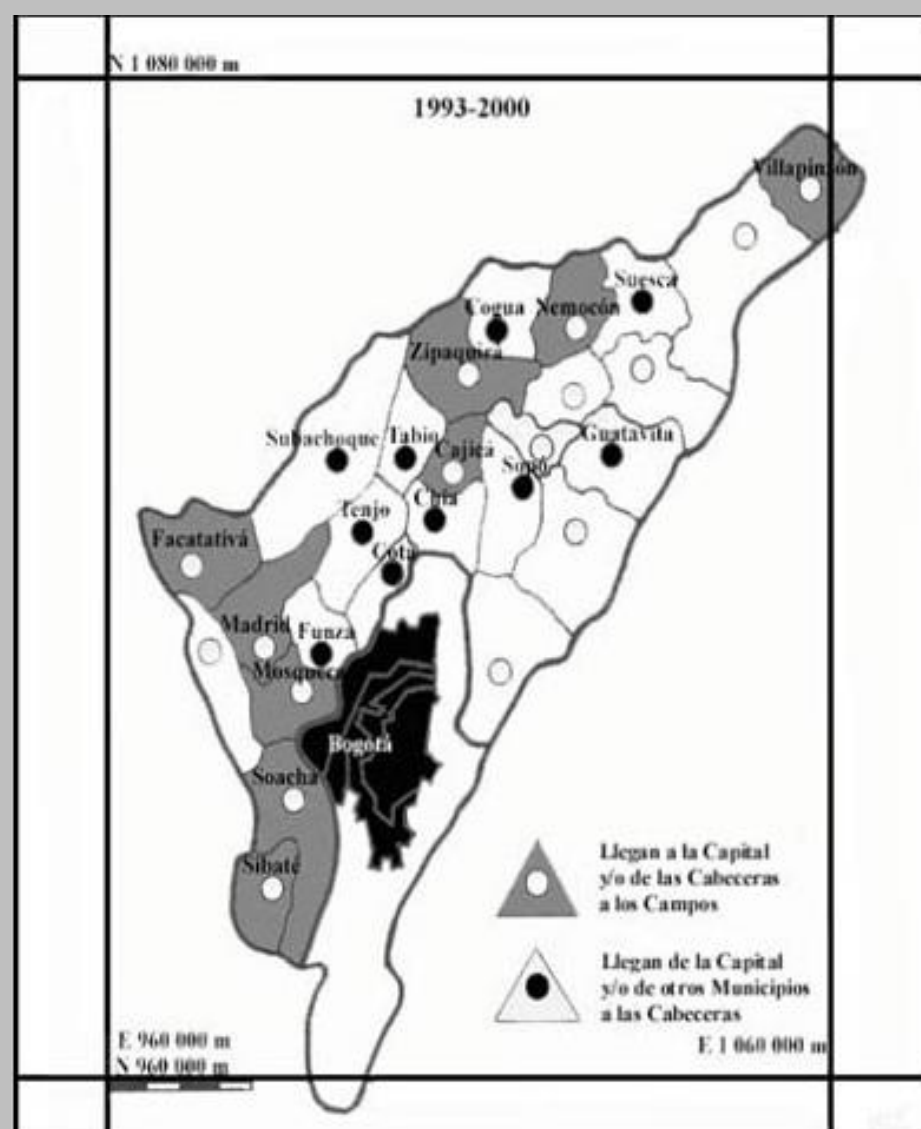 N 1 080 000 m
1993-2000
Villapinzón
Suesca
Cogua
Nemocón
Zipaquirá
Subachoque
Tabio
Cajicá
Guatavita
Sopó
Chía
Tenjo
Facatativá
Cota
Madrid
Funza
Mosquera
Bogotá
Soacha
Sibaté
Llegan a la Capital
y/o de las Cabeceras
a los Campos
Llegan de la Capital
y/o de otros Municipios
a las Cabeceras
E 960 000 m
N 960 000 m
E 1 060 000 m